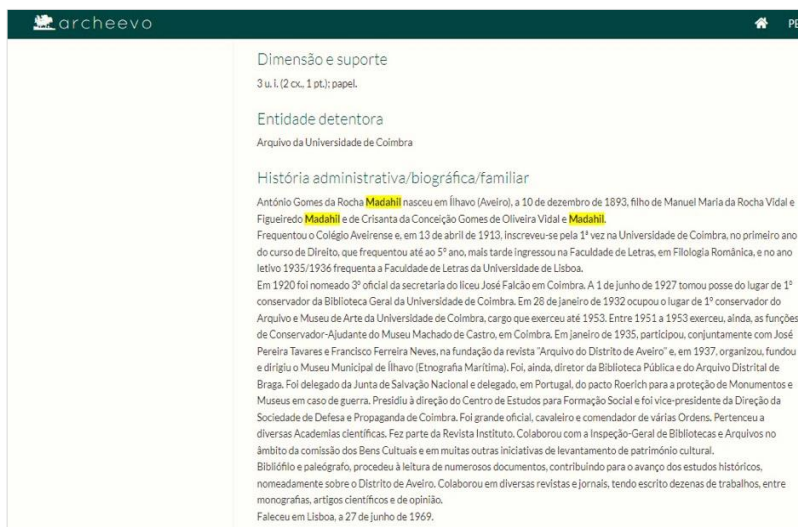 archeevo
PE
Dimensão e suporte
3 u. i. (2 cx., 1 pt.); papel.
Entidade detentora
Arquivo da Universidade de Coimbra
História administrativa/biográfica/familiar
António Gomes da Rocha Madahil nasceu em Ílhavo (Aveiro), a 10 de dezembro de 1893, filho de Manuel Maria da Rocha Vidal e
Figueiredo Madahil e de Crisanta da Conceição Gomes de Oliveira Vidal e Madahil.
Frequentou o Colégio Aveirense e, em 13 de abril de 1913, inscreveu-se pela 1ª vez na Universidade de Coimbra, no primeiro ano
do curso de Direito, que frequentou até ao 5º ano, mais tarde ingressou na Faculdade de Letras, em Filologia Românica, e no ano
letivo 1935/1936 frequenta a Faculdade de Letras da Universidade de Lisboa.
Em 1920 foi nomeado 3º oficial da secretaria do liceu José Falcão em Coimbra. A 1 de junho de 1927 tomou posse do lugar de 1º
conservador da Biblioteca Geral da Universidade de Coimbra. Em 28 de janeiro de 1932 ocupou o lugar de 1º conservador do
Arquivo e Museu de Arte da Universidade de Coimbra, cargo que exerceu até 1953. Entre 1951 a 1953 exerceu, ainda, as funções
de Conservador-Ajudante do Museu Machado de Castro, em Coimbra. Em janeiro de 1935, participou, conjuntamente com José
Pereira Tavares e Francisco Ferreira Neves, na fundação da revista "Arquivo do Distrito de Aveiro" e, em 1937, organizou, fundou
e dirigiu o Museu Municipal de Ílhavo (Etnografia Marítima). Foi, ainda, diretor da Biblioteca Pública e do Arquivo Distrital de
Braga. Foi delegado da Junta de Salvação Nacional e delegado, em Portugal, do pacto Roerich para a proteção de Monumentos e
Museus em caso de guerra. Presidiu à direção do Centro de Estudos para Formação Social e foi vice-presidente da Direção da
Sociedade de Defesa e Propaganda de Coimbra. Foi grande oficial, cavaleiro e comendador de várias Ordens. Pertenceu a
diversas Academias científicas. Fez parte da Revista Instituto. Colaborou com a Inspeção-Geral de Bibliotecas e Arquivos no
âmbito da comissão dos Bens Cultuais e em muitas outras iniciativas de levantamento de património cultural.
Bibliófilo e paleógrafo, procedeu à leitura de numerosos documentos, contribuindo para o avanço dos estudos históricos,
nomeadamente sobre o Distrito de Aveiro. Colaborou em diversas revistas e jornais, tendo escrito dezenas de trabalhos, entre
monografias, artigos científicos e de opinião.
Faleceu em Lisboa, a 27 de junho de 1969.